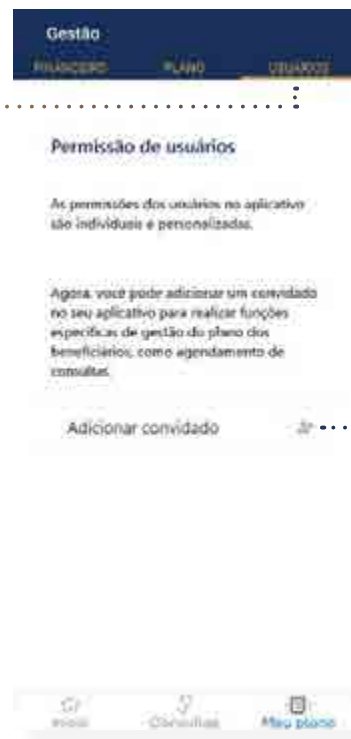 Gestão
FINANCEIRO PLANO USUÁRIOS
Permissão de usuários
As permissões dos usuários no aplicativo
são individuais e personalizadas.
Agora, você pode adicionar um convidado
no seu aplicativo para realizar funções
específicas de gestão do plano dos
beneficiários, como agendamento de
consultas.
Adicionar convidado
Início Consultas Meu plano